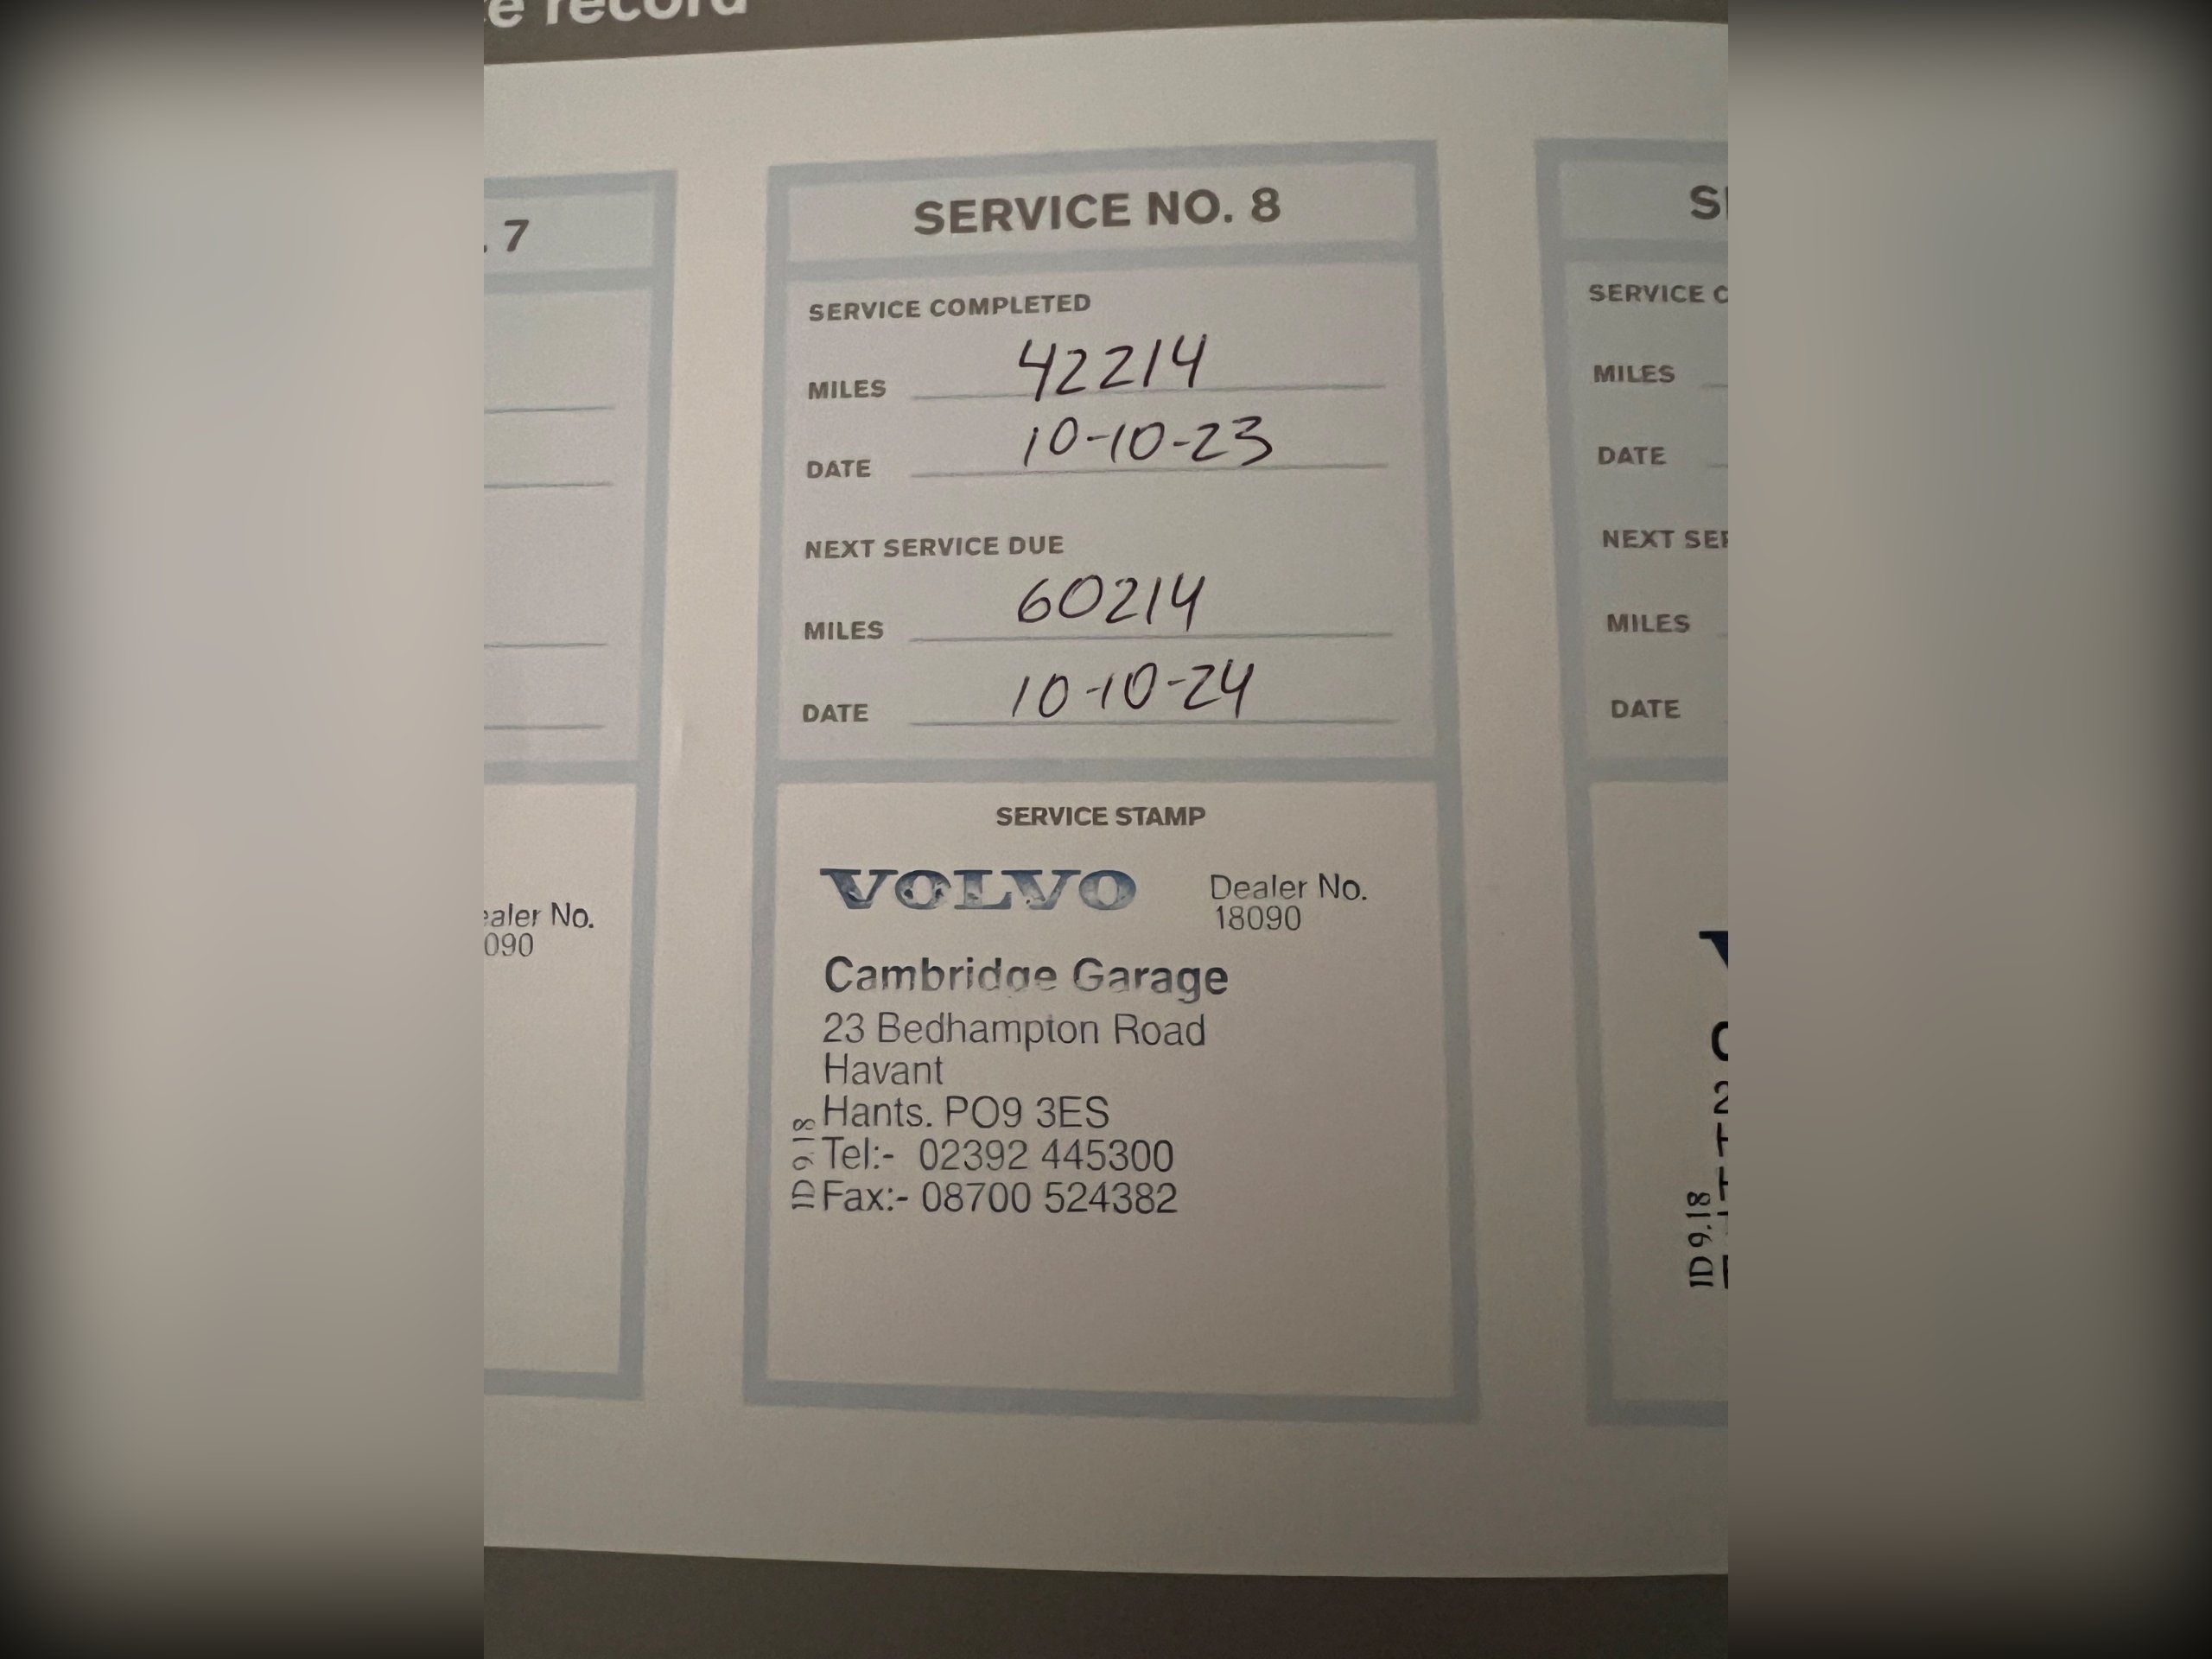 e record
. 7
ealer No.
090
SERVICE NO. 8
SERVICE COMPLETED
MILES 42214
DATE 10-10-23
NEXT SERVICE DUE
MILES 60214
DATE 10-10-24
SERVICE STAMP
VOLVO Dealer No.
18090
Cambridge Garage
23 Bedhampton Road
Havant
Hants. PO9 3ES
Tel:- 02392 445300
Fax:- 08700 524382
ID 9.18
SERVICE C
MILES
DATE
NEXT SER
MILES
DATE
ID 9.18